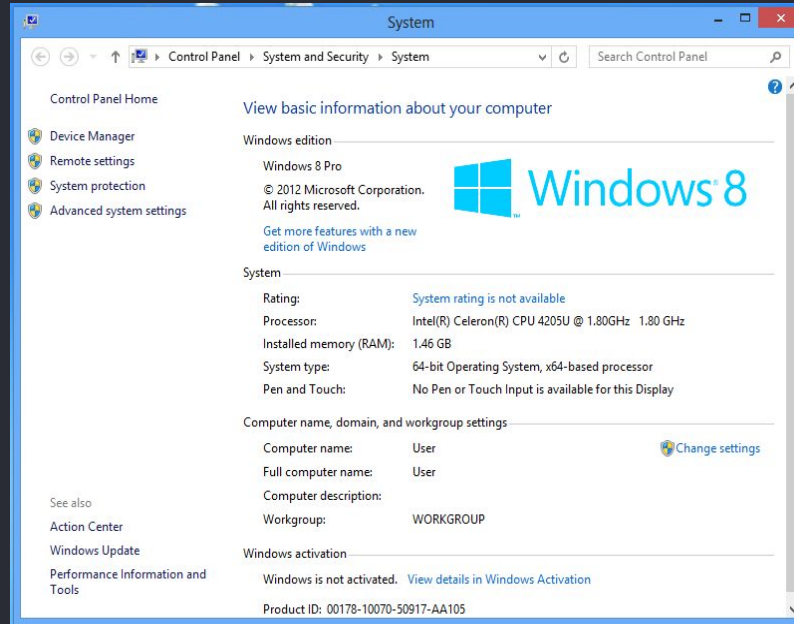 System
Control Panel System and Security System
Search Control Panel
Control Panel Home
Device Manager
Remote settings
System protection
Advanced system settings
View basic information about your computer
Windows edition
Windows 8 Pro
© 2012 Microsoft Corporation.
All rights reserved.
Get more features with a new
edition of Windows
Windows 8
System
Rating: System rating is not available
Processor: Intel(R) Celeron(R) CPU 4205U @ 1.80GHz 1.80 GHz
Installed memory (RAM): 1.46 GB
System type: 64-bit Operating System, x64-based processor
Pen and Touch: No Pen or Touch Input is available for this Display
Computer name, domain, and workgroup settings
Computer name: User
Change settings
Full computer name: User
Computer description:
Workgroup: WORKGROUP
Windows activation
Windows is not activated. View details in Windows Activation
Product ID: 00178-10070-50917-AA105
See also
Action Center
Windows Update
Performance Information and
Tools